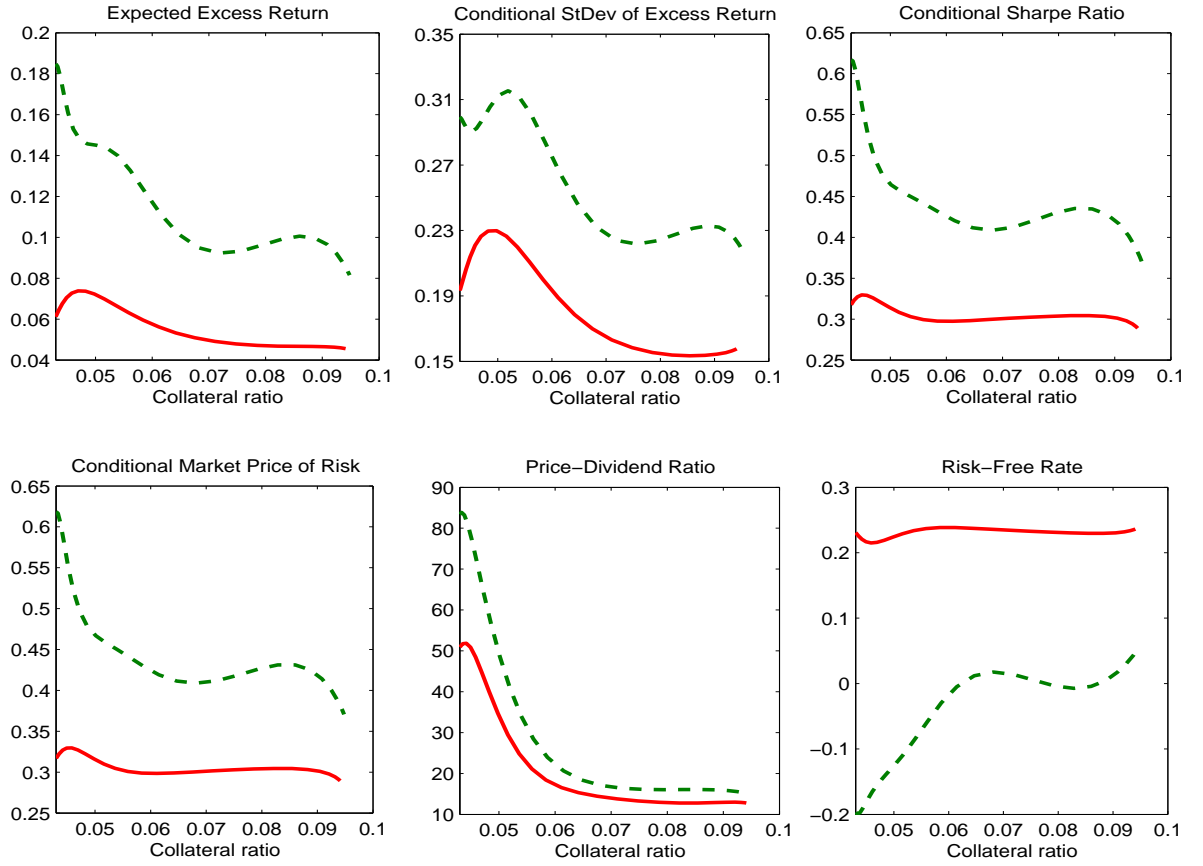 Expected Excess Return
0.2
0.18
0.16
0.14
0.12
0.1
0.08
0.06
0.04
0.05 0.06 0.07 0.08 0.09 0.1
Collateral ratio
Conditional StDev of Excess Return
0.35
0.31
0.27
0.23
0.19
0.15
0.05 0.06 0.07 0.08 0.09 0.1
Collateral ratio
Conditional Sharpe Ratio
0.65
0.6
0.55
0.5
0.45
0.4
0.35
0.3
0.25
0.05 0.06 0.07 0.08 0.09 0.1
Collateral ratio
Conditional Market Price of Risk
0.65
0.6
0.55
0.5
0.45
0.4
0.35
0.3
0.25
0.05 0.06 0.07 0.08 0.09 0.1
Collateral ratio
Price−Dividend Ratio
90
80
70
60
50
40
30
20
10
0.05 0.06 0.07 0.08 0.09 0.1
Collateral ratio
Risk−Free Rate
0.3
0.2
0.1
0
−0.1
−0.2
0.05 0.06 0.07 0.08 0.09 0.1
Collateral ratio